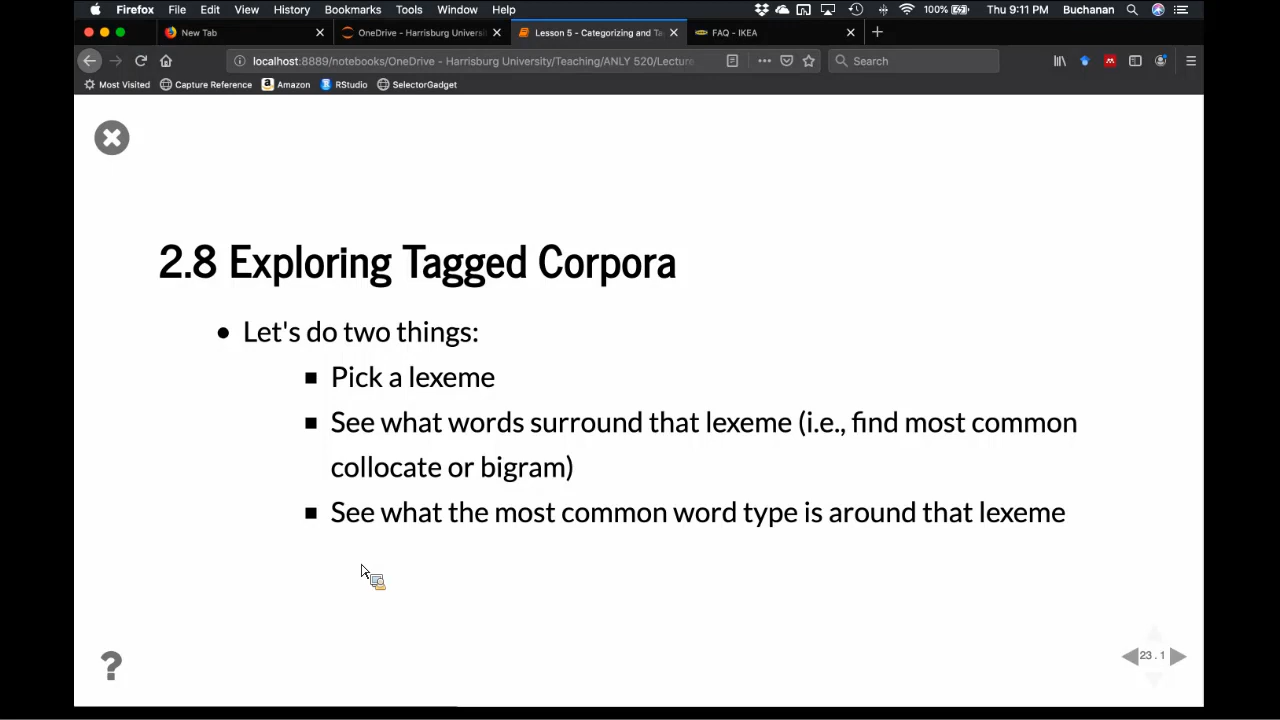 Firefox File Edit View History Bookmarks Tools Window Help 100% Thu 9:11 PM Buchanan
New Tab OneDrive - Harrisburg Universi Lesson 5 - Categorizing and Ta FAQ - IKEA
localhost:8889/notebooks/OneDrive - Harrisburg University/Teaching/ANLY 520/Lecture Search
Most Visited Capture Reference Amazon RStudio SelectorGadget
2.8 Exploring Tagged Corpora
Let's do two things:
Pick a lexeme
See what words surround that lexeme (i.e., find most common
collocate or bigram)
See what the most common word type is around that lexeme
?
23.1